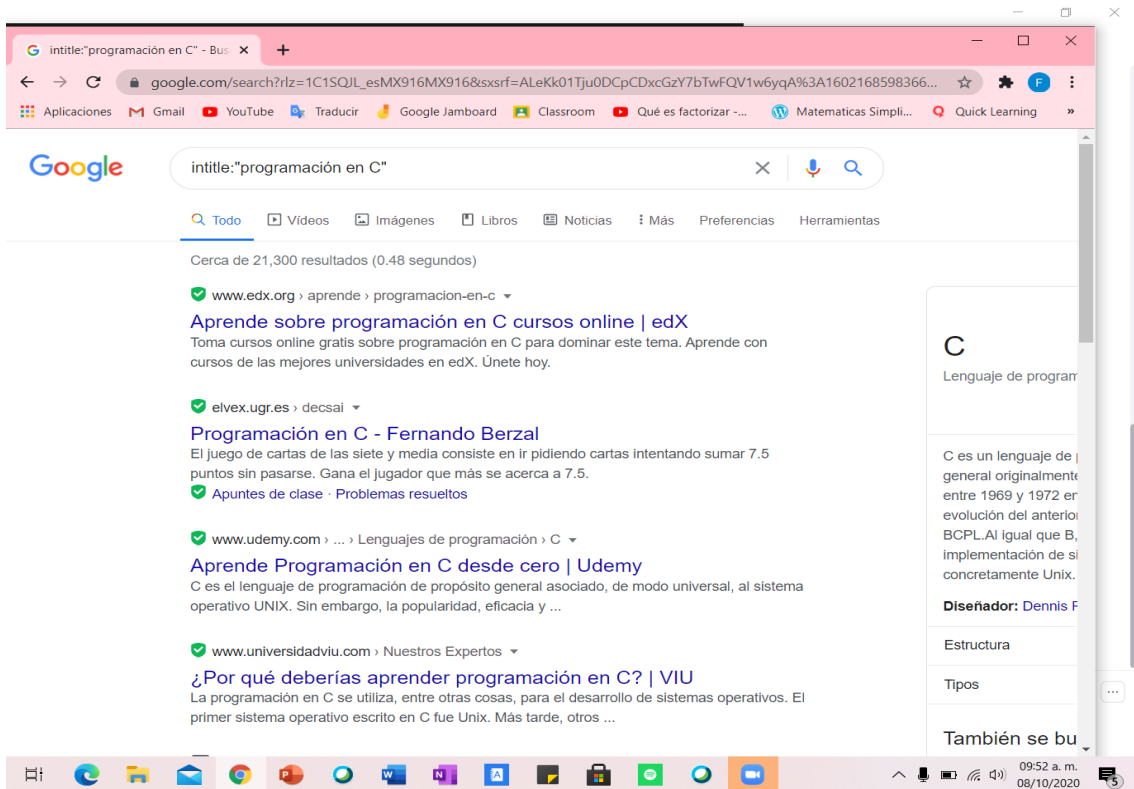 intitle:"programación en C" - Bus
google.com/search?rlz=1C1SQJL_esMX916MX916&sxsrf=ALeKk01Tju0DCpCDxcGzY7bTwFQV1w6yqA%3A1602168598366...
F
Aplicaciones Gmail YouTube Traducir Google Jamboard Classroom Qué es factorizar -... Matematicas Simpli... Quick Learning »
Google
intitle:"programación en C"
Todo Vídeos Imágenes Libros Noticias Más Preferencias Herramientas
Cerca de 21,300 resultados (0.48 segundos)
www.edx.org › aprende › programacion-en-c
Aprende sobre programación en C cursos online | edX
Toma cursos online gratis sobre programación en C para dominar este tema. Aprende con
cursos de las mejores universidades en edX. Únete hoy.
elvex.ugr.es › decsai
Programación en C - Fernando Berzal
El juego de cartas de las siete y media consiste en ir pidiendo cartas intentando sumar 7.5
puntos sin pasarse. Gana el jugador que más se acerca a 7.5.
Apuntes de clase · Problemas resueltos
www.udemy.com › ... › Lenguajes de programación › C
Aprende Programación en C desde cero | Udemy
C es el lenguaje de programación de propósito general asociado, de modo universal, al sistema
operativo UNIX. Sin embargo, la popularidad, eficacia y ...
www.universidadviu.com › Nuestros Expertos
¿Por qué deberías aprender programación en C? | VIU
La programación en C se utiliza, entre otras cosas, para el desarrollo de sistemas operativos. El
primer sistema operativo escrito en C fue Unix. Más tarde, otros ...
C
Lenguaje de program
C es un lenguaje de
general originalmente
entre 1969 y 1972 en
evolución del anterior
BCPL.Al igual que B,
implementación de si
concretamente Unix.
Diseñador: Dennis
Estructura
Tipos
También se bu
09:52 a. m.
08/10/2020
5